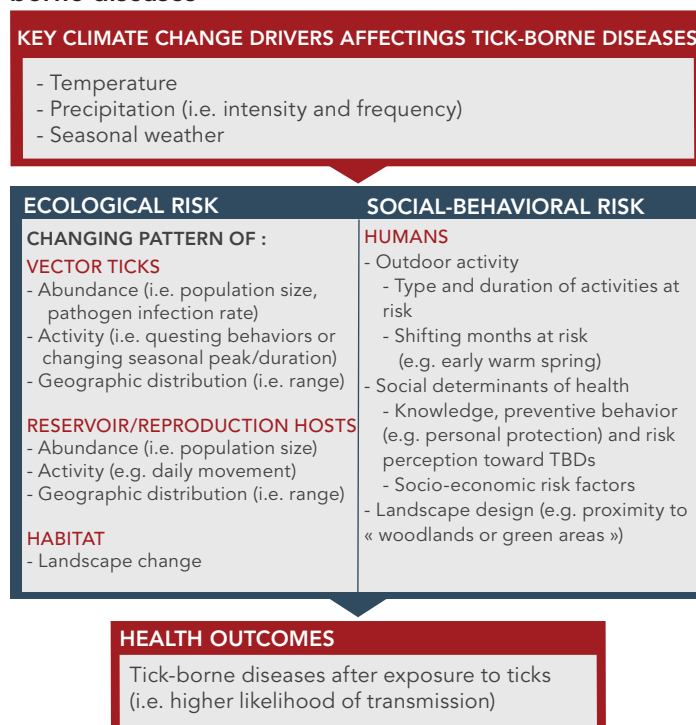 borne diseases
KEY CLIMATE CHANGE DRIVERS AFFECTINGS TICK-BORNE DISEASES
- Temperature
- Precipitation (i.e. intensity and frequency)
- Seasonal weather
ECOLOGICAL RISK
CHANGING PATTERN OF :
VECTOR TICKS
- Abundance (i.e. population size,
pathogen infection rate)
- Activity (i.e. questing behaviors or
changing seasonal peak/duration)
- Geographic distribution (i.e. range)
RESERVOIR/REPRODUCTION HOSTS
- Abundance (i.e. population size)
- Activity (e.g. daily movement)
- Geographic distribution (i.e. range)
HABITAT
- Landscape change
SOCIAL-BEHAVIORAL RISK
HUMANS
- Outdoor activity
- Type and duration of activities at
risk
- Shifting months at risk
(e.g. early warm spring)
- Social determinants of health
- Knowledge, preventive behavior
(e.g. personal protection) and risk
perception toward TBDs
- Socio-economic risk factors
- Landscape design (e.g. proximity to
« woodlands or green areas »)
HEALTH OUTCOMES
Tick-borne diseases after exposure to ticks
(i.e. higher likelihood of transmission)